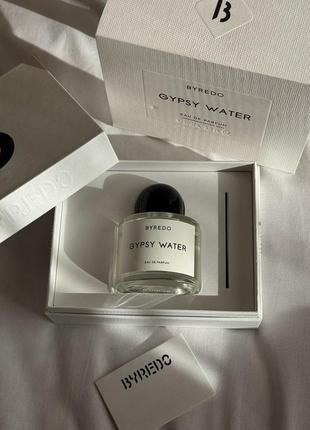 B
BYREDO
GYPSY WATER
EAU DE PARFUM
BYREDO
BYREDO
GYPSY WATER
EAU DE PARFUM
BYREDO